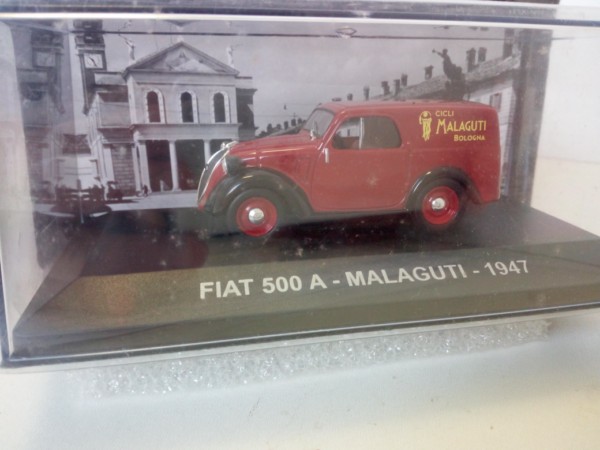 CICLI
MALAGUTI
BOLOGNA
FIAT 500 A - MALAGUTI - 1947